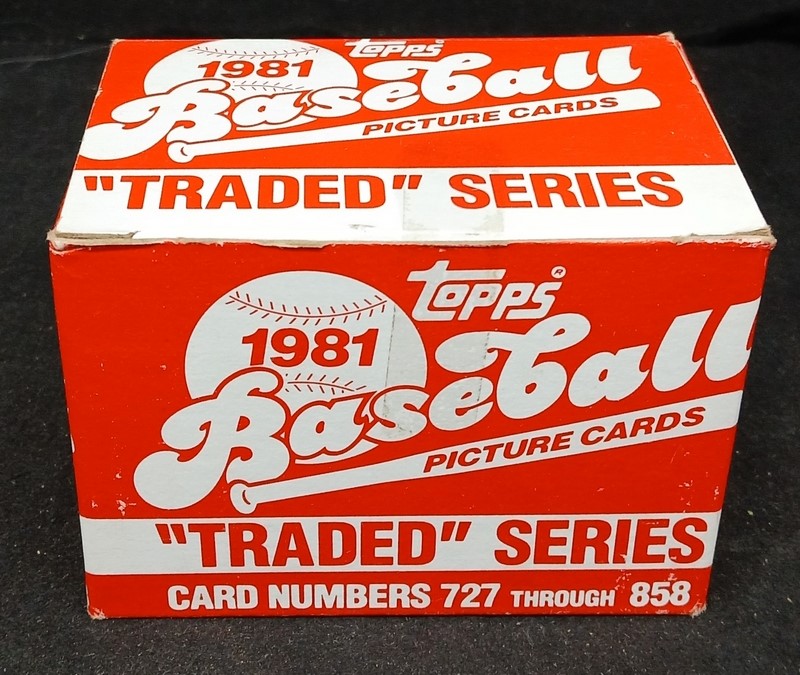 topps
1981
Baseball
PICTURE CARDS
"TRADED" SERIES
topps®
1981
Baseball
PICTURE CARDS
"TRADED" SERIES
CARD NUMBERS 727 THROUGH 858